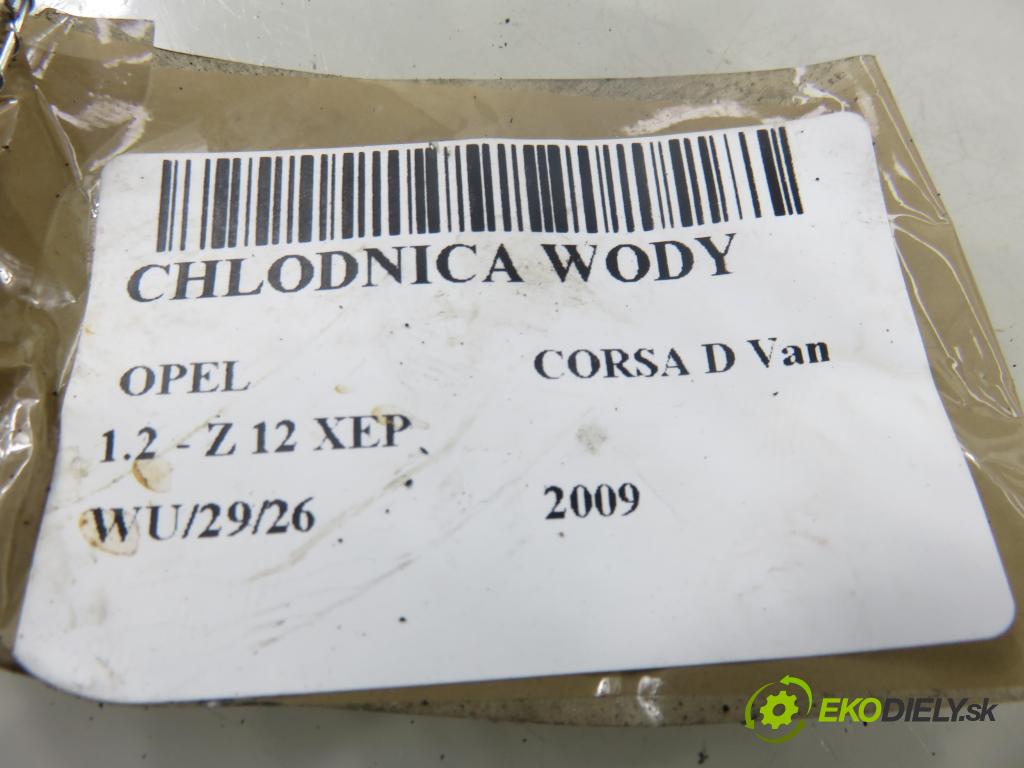 CHLODNICA WODY
OPEL CORSA D Van
1.2 - Z 12 XEP
WU/29/26 2009
EKODIELY.sk